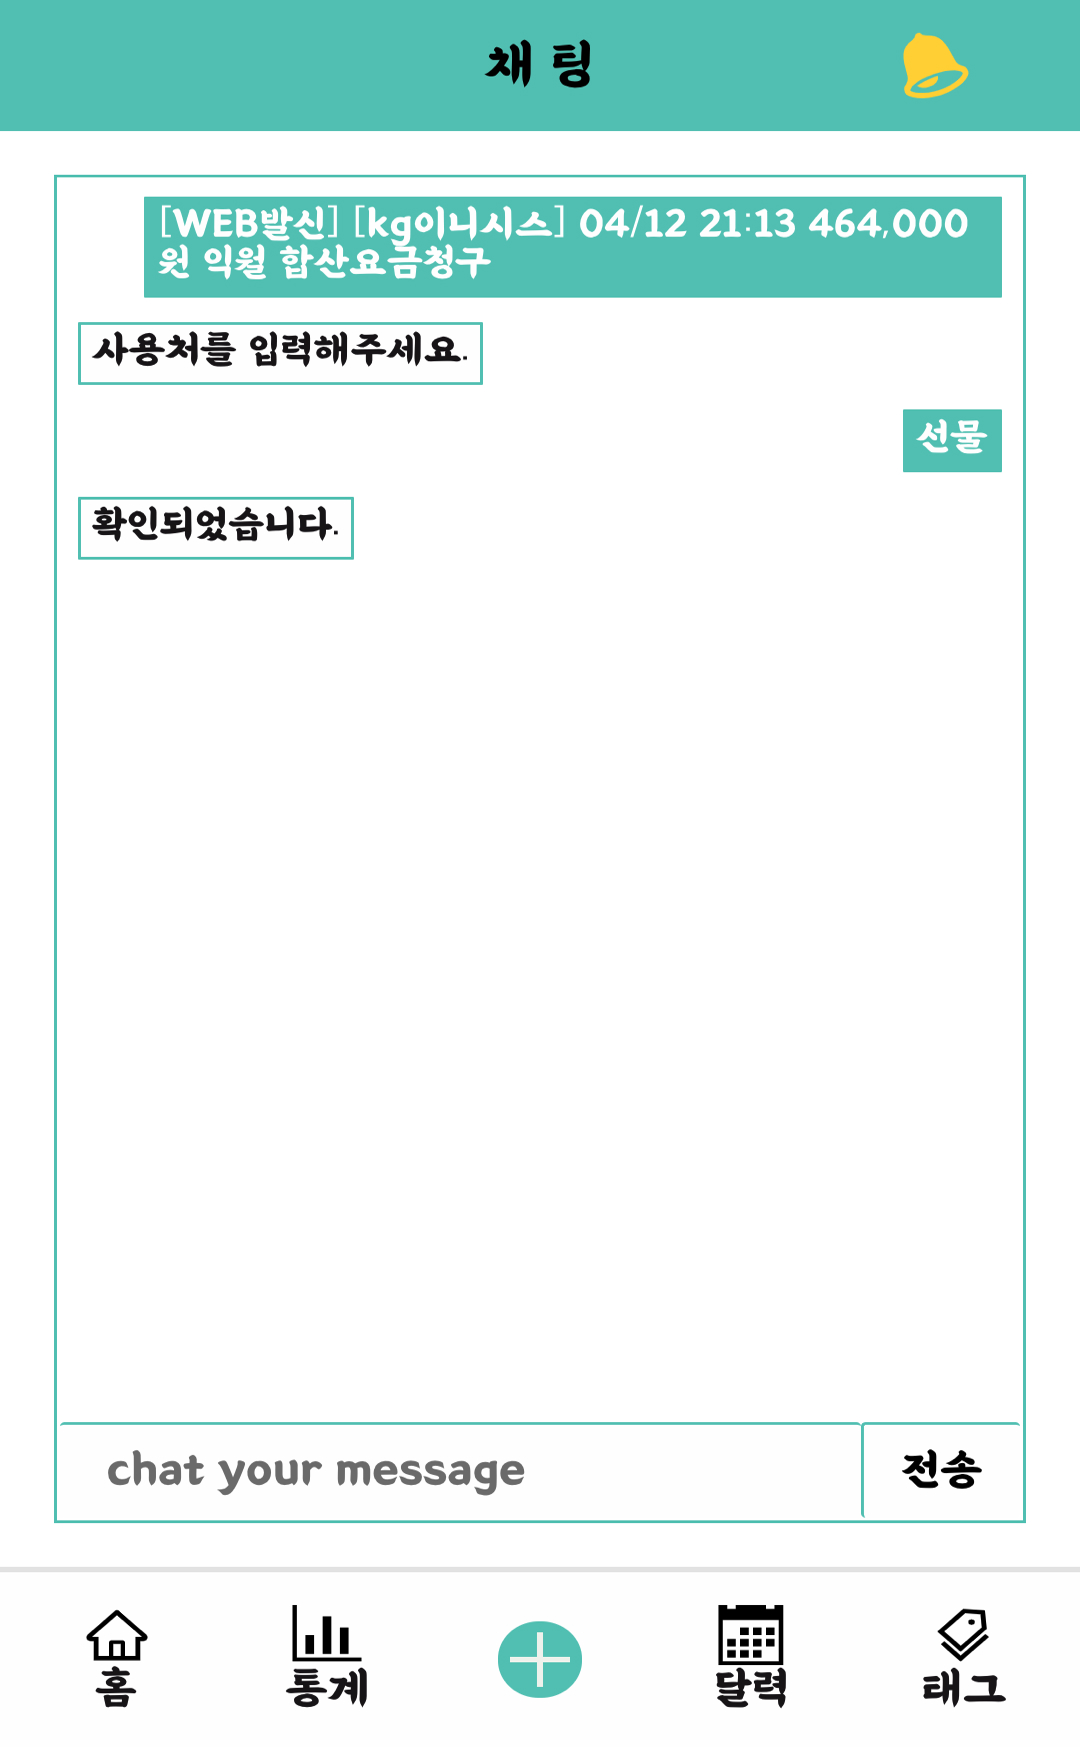 채 팅
[WEB발신] [kg이니시스] 04/12 21:13 464,000
원 익월 합산요금청구
사용처를 입력해주세요.
선물
확인되었습니다.
chat your message
전송
홈
통계
달력
태그